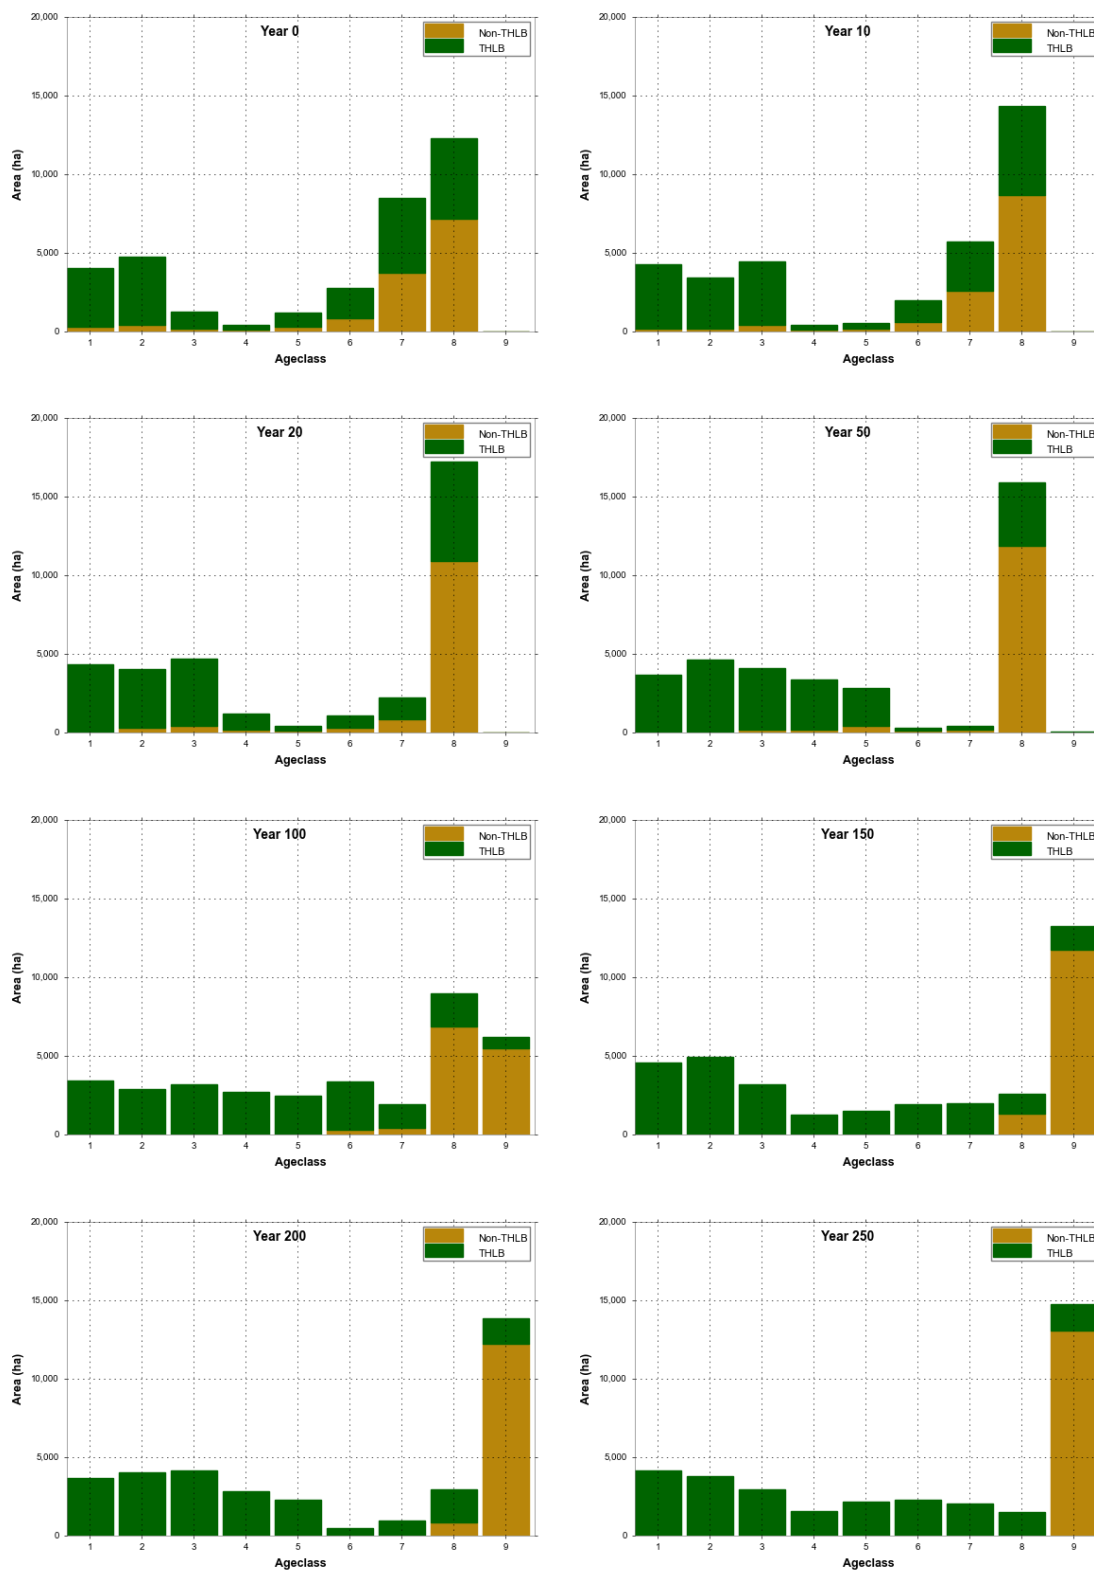 Year 0
Non-THLB
THLB
20,000
15,000
10,000
5,000
0
Area (ha)
1 2 3 4 5 6 7 8 9
Ageclass
Year 10
Non-THLB
THLB
20,000
15,000
10,000
5,000
0
Area (ha)
1 2 3 4 5 6 7 8 9
Ageclass
Year 20
Non-THLB
THLB
20,000
15,000
10,000
5,000
0
Area (ha)
1 2 3 4 5 6 7 8 9
Ageclass
Year 50
Non-THLB
THLB
20,000
15,000
10,000
5,000
0
Area (ha)
1 2 3 4 5 6 7 8 9
Ageclass
Year 100
Non-THLB
THLB
20,000
15,000
10,000
5,000
0
Area (ha)
1 2 3 4 5 6 7 8 9
Ageclass
Year 150
Non-THLB
THLB
20,000
15,000
10,000
5,000
0
Area (ha)
1 2 3 4 5 6 7 8 9
Ageclass
Year 200
Non-THLB
THLB
20,000
15,000
10,000
5,000
0
Area (ha)
1 2 3 4 5 6 7 8 9
Ageclass
Year 250
Non-THLB
THLB
20,000
15,000
10,000
5,000
0
Area (ha)
1 2 3 4 5 6 7 8 9
Ageclass